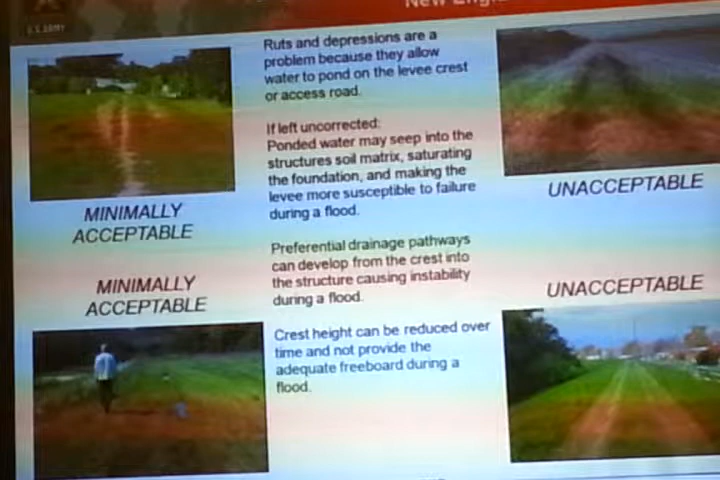 New Eng
U.S. ARMY
Ruts and depressions are a
problem because they allow
water to pond on the levee crest
or access road.
If left uncorrected:
Ponded water may seep into the
structures soil matrix, saturating
the foundation, and making the
levee more susceptible to failure
during a flood.
Preferential drainage pathways
can develop from the crest into
the structure causing instability
during a flood.
Crest height can be reduced over
time and not provide the
adequate freeboard during a
flood.
MINIMALLY
ACCEPTABLE
MINIMALLY
ACCEPTABLE
UNACCEPTABLE
UNACCEPTABLE